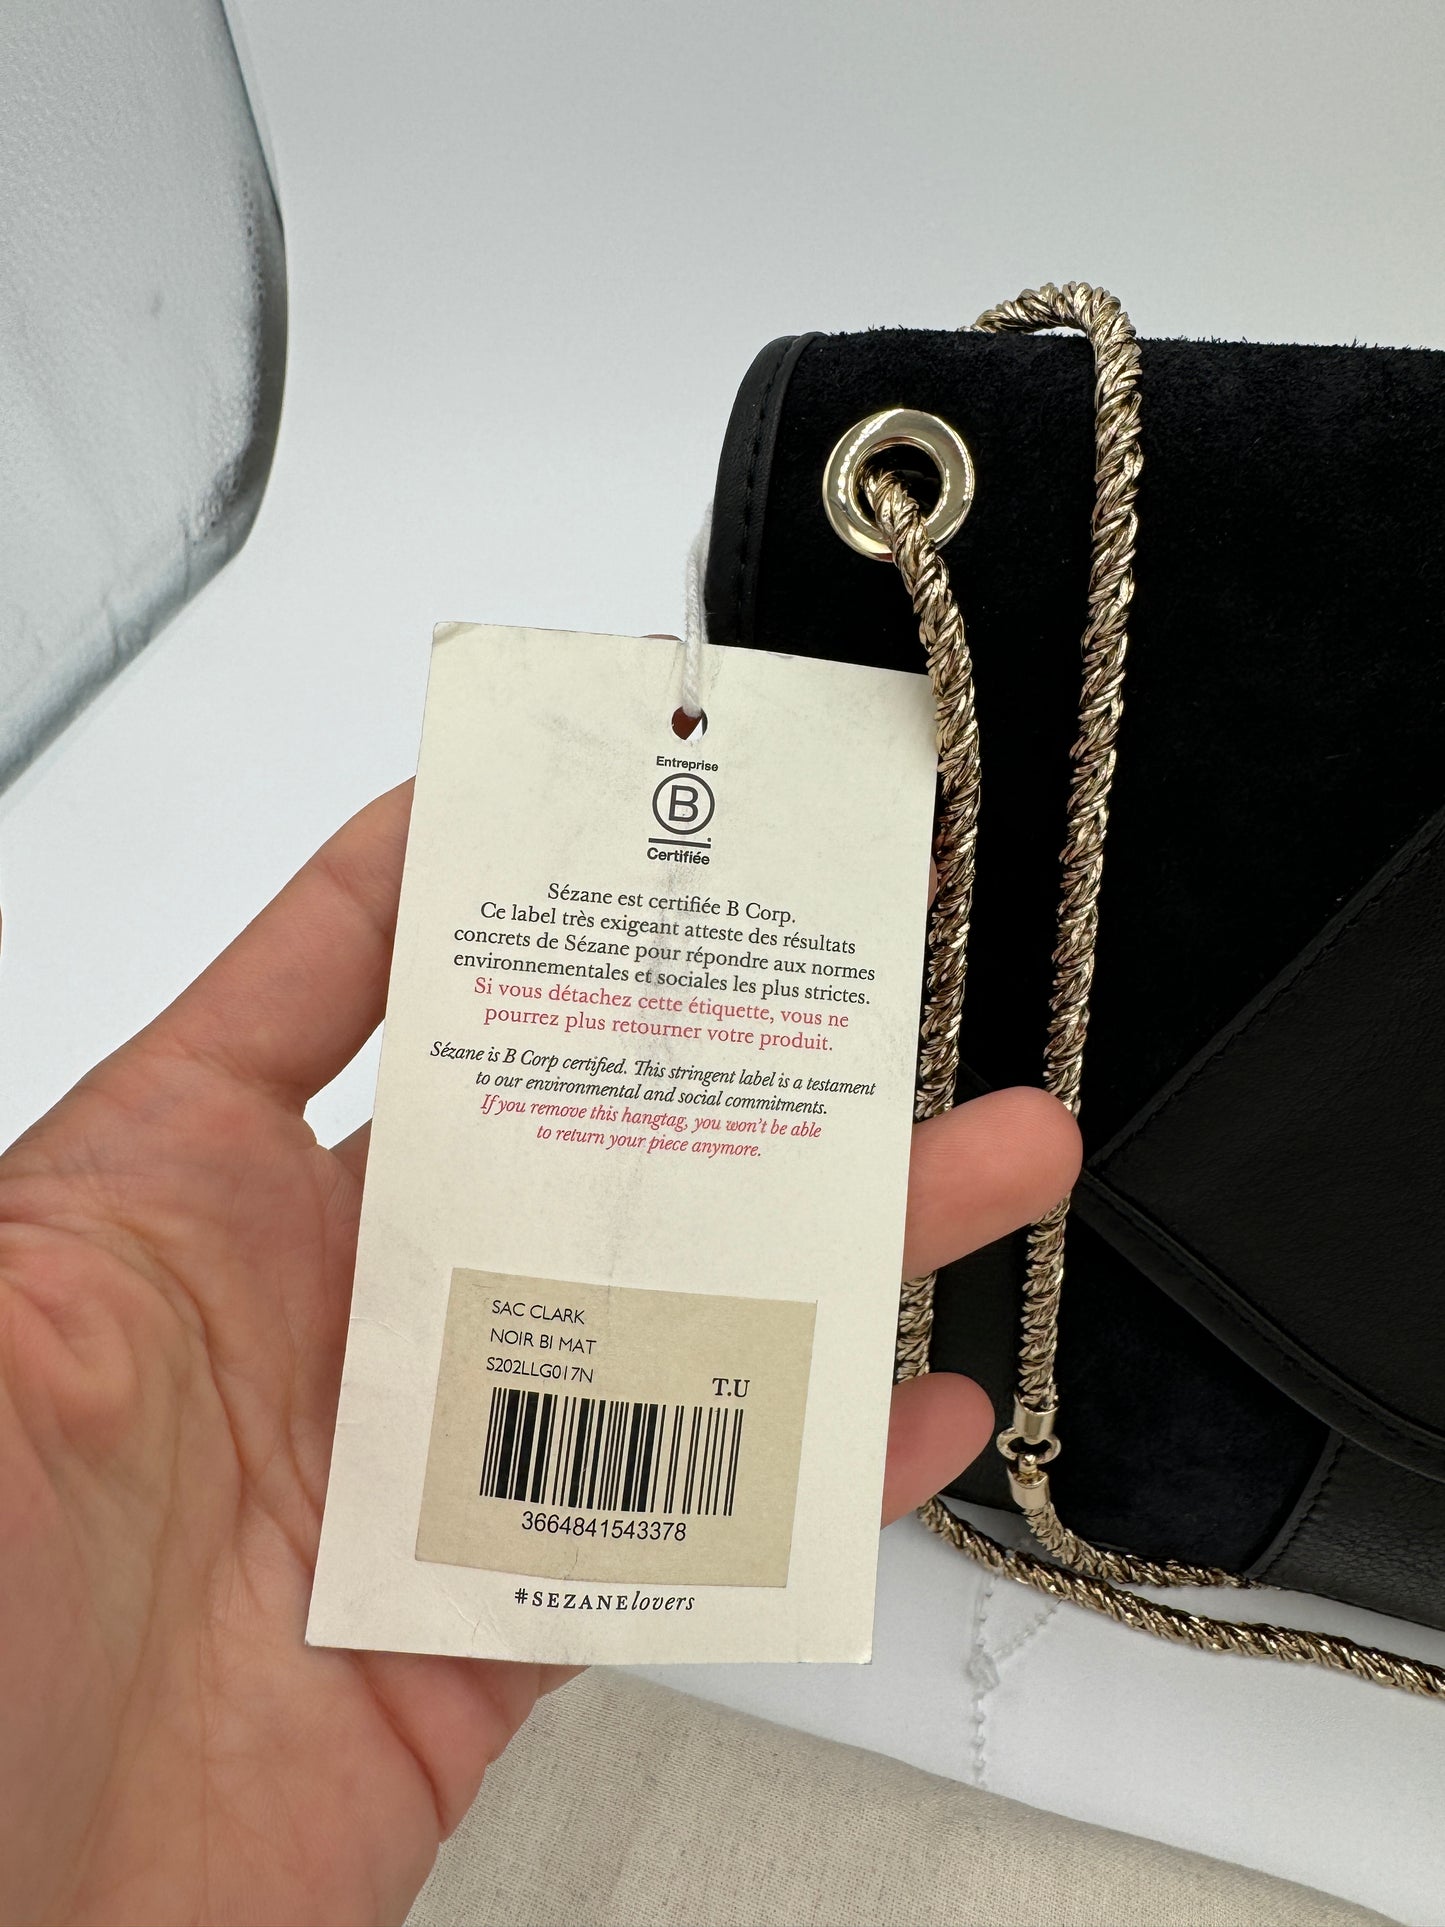 Entreprise
B
Certifiée
Sézane est certifiée B Corp.
Ce label très exigeant atteste des résultats
concrets de Sézane pour répondre aux normes
environnementales et sociales les plus strictes.
Si vous détachez cette étiquette, vous ne
pourrez plus retourner votre produit.
Sézane is B Corp certified. This stringent label is a testament
to our environmental and social commitments.
If you remove this hangtag, you won't be able
to return your piece anymore.
SAC CLARK
NOIR BI MAT
S202LLG017N
T.U
3664841543378
#SEZANElovers